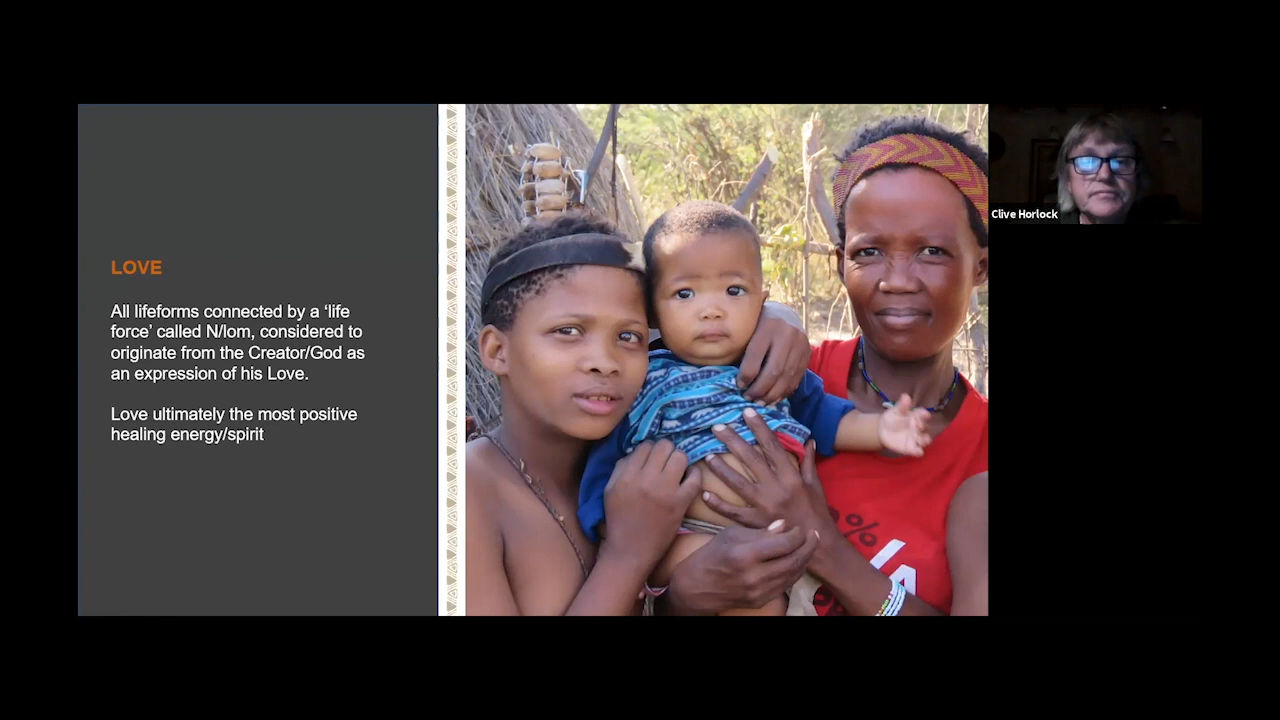 LOVE
All lifeforms connected by a ‘life
force’ called N/lom, considered to
originate from the Creator/God as
an expression of his Love.
Love ultimately the most positive
healing energy/spirit
Clive Horlock
%